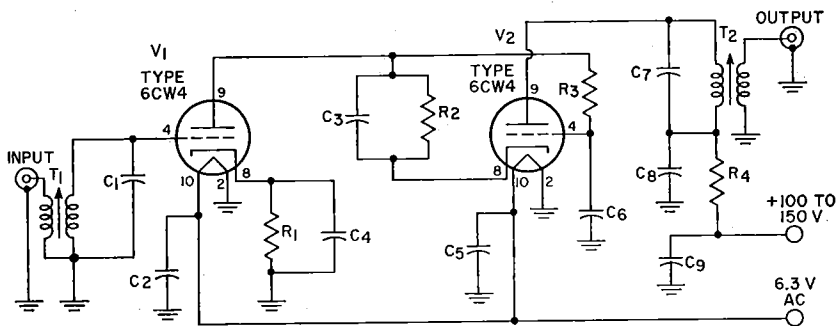 OUTPUT
V1
TYPE
6CW4
9
4
10
2
8
INPUT
T1
C1
C2
R1
C4
C3
R2
V2
TYPE
6CW4
9
4
8
10
2
R3
C5
C6
C7
T2
C8
R4
C9
+100 TO
150 V.
6.3 V
AC